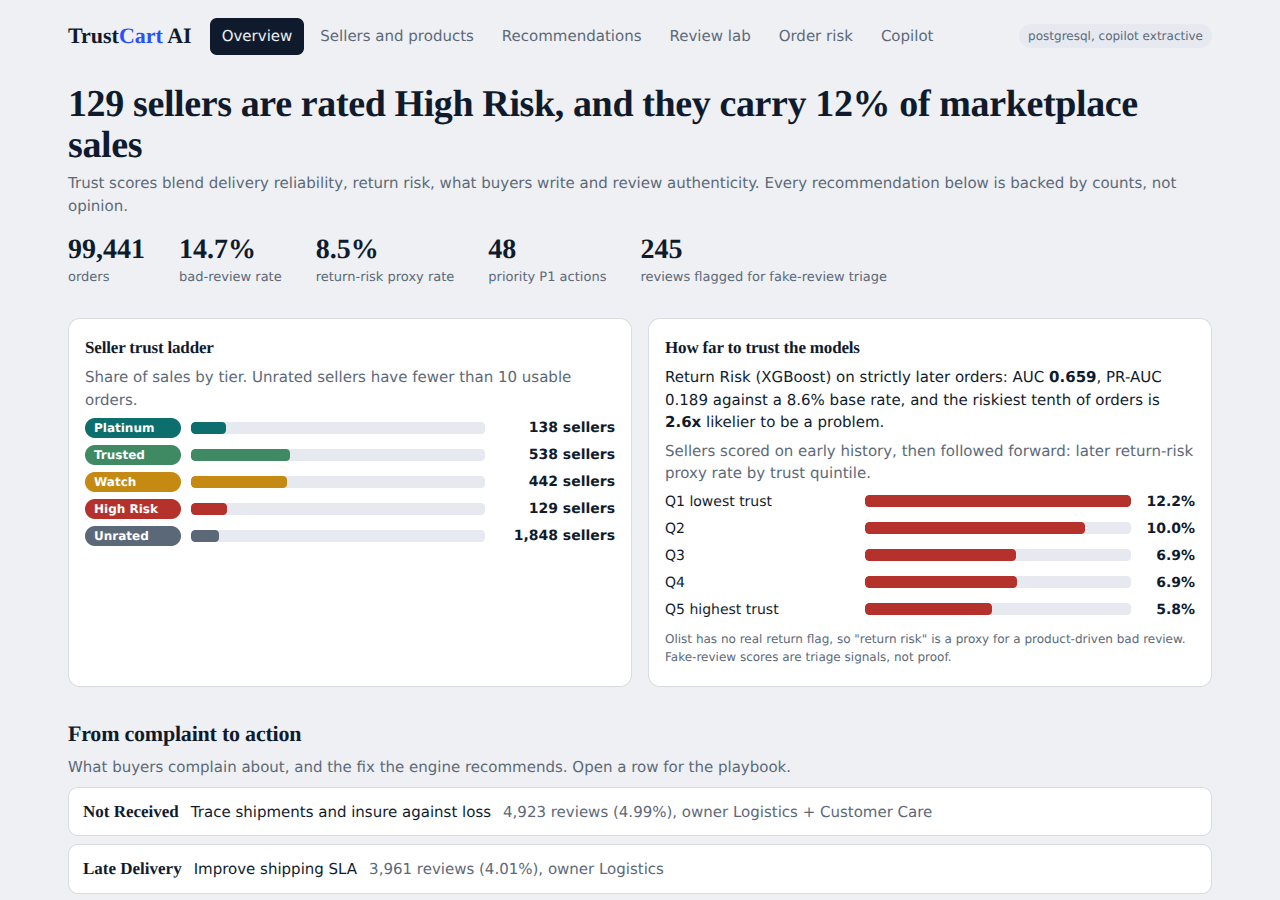 TrustCart AI Overview Sellers and products Recommendations Review lab Order risk Copilot postgresql, copilot extractive
129 sellers are rated High Risk, and they carry 12% of marketplace
sales
Trust scores blend delivery reliability, return risk, what buyers write and review authenticity. Every recommendation below is backed by counts, not
opinion.
99,441 14.7% 8.5% 48 245
orders bad-review rate return-risk proxy rate priority P1 actions reviews flagged for fake-review triage
Seller trust ladder
Share of sales by tier. Unrated sellers have fewer than 10 usable
orders.
Platinum 138 sellers
Trusted 538 sellers
Watch 442 sellers
High Risk 129 sellers
Unrated 1,848 sellers
How far to trust the models
Return Risk (XGBoost) on strictly later orders: AUC 0.659, PR-AUC
0.189 against a 8.6% base rate, and the riskiest tenth of orders is
2.6x likelier to be a problem.
Sellers scored on early history, then followed forward: later return-risk
proxy rate by trust quintile.
Q1 lowest trust 12.2%
Q2 10.0%
Q3 6.9%
Q4 6.9%
Q5 highest trust 5.8%
Olist has no real return flag, so "return risk" is a proxy for a product-driven bad review.
Fake-review scores are triage signals, not proof.
From complaint to action
What buyers complain about, and the fix the engine recommends. Open a row for the playbook.
Not Received Trace shipments and insure against loss 4,923 reviews (4.99%), owner Logistics + Customer Care
Late Delivery Improve shipping SLA 3,961 reviews (4.01%), owner Logistics